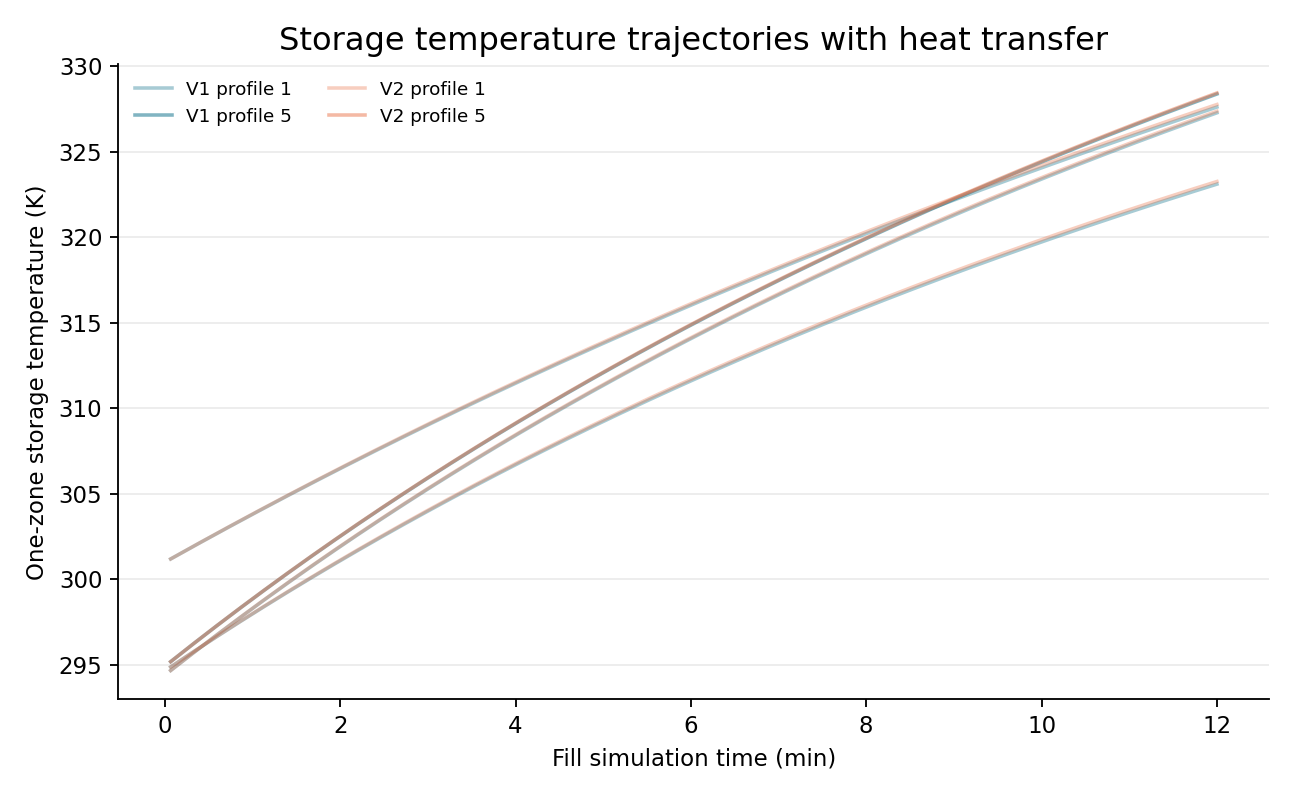 Storage temperature trajectories with heat transfer
V1 profile 1
V2 profile 1
V1 profile 5
V2 profile 5
330
325
320
315
310
305
300
295
One-zone storage temperature (K)
0 2 4 6 8 10 12
Fill simulation time (min)